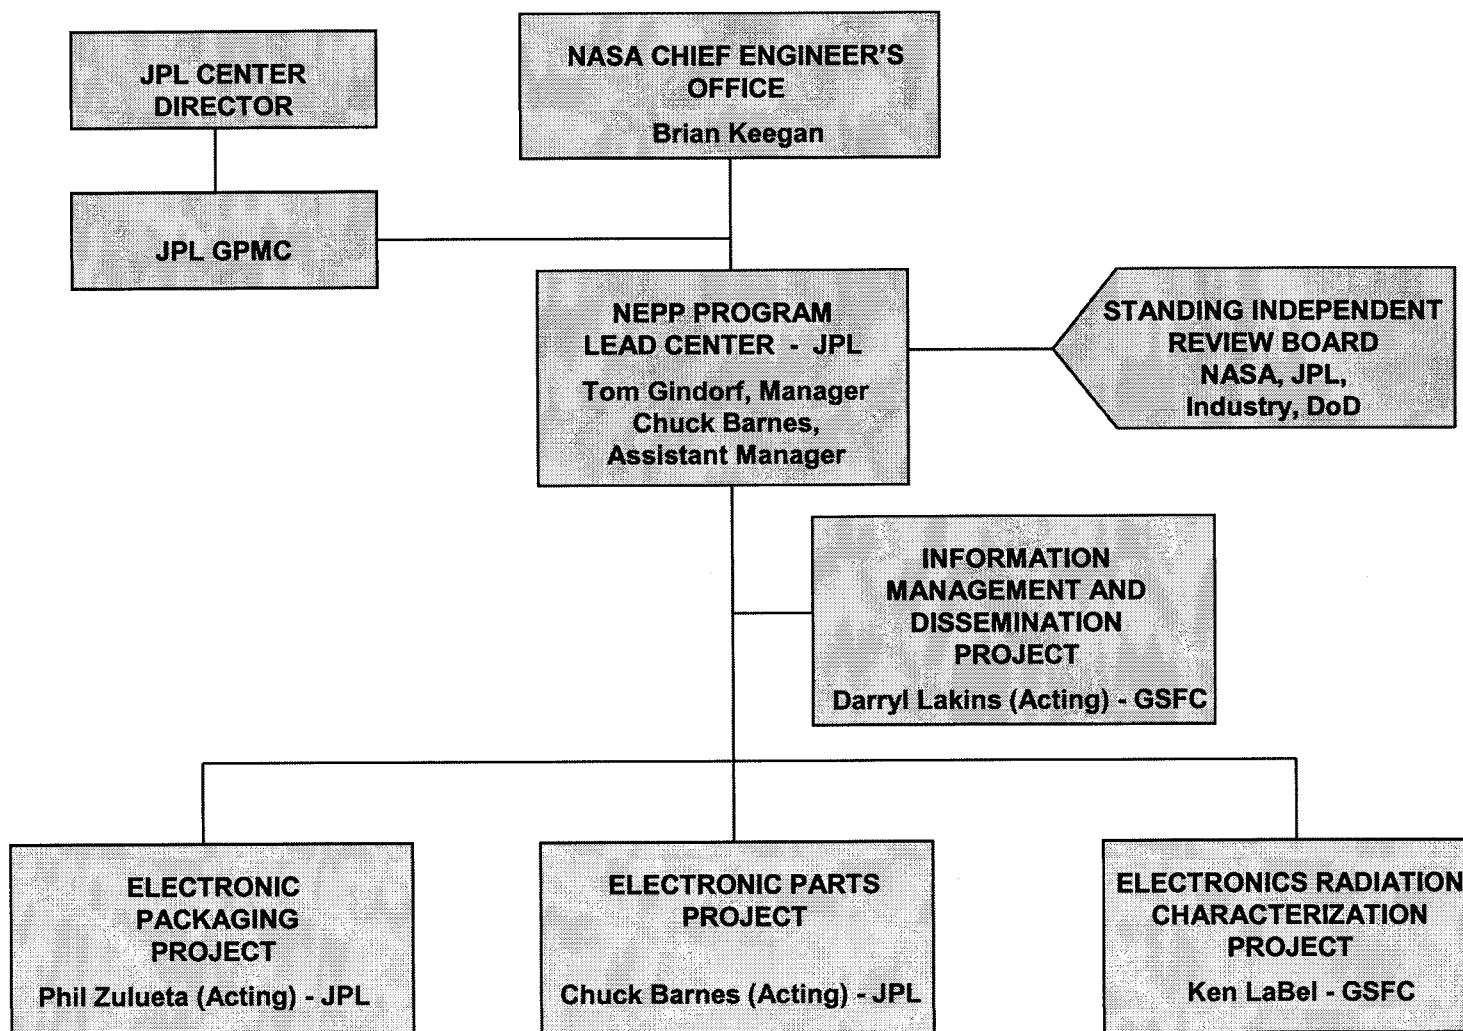 JPL CENTER
DIRECTOR
NASA CHIEF ENGINEER'S
OFFICE
Brian Keegan
JPL GPMC
NEPP PROGRAM
LEAD CENTER - JPL
Tom Gindorf, Manager
Chuck Barnes,
Assistant Manager
STANDING INDEPENDENT
REVIEW BOARD
NASA, JPL,
Industry, DoD
INFORMATION
MANAGEMENT AND
DISSEMINATION
PROJECT
Darryl Lakins (Acting) - GSFC
ELECTRONIC
PACKAGING
PROJECT
Phil Zulueta (Acting) - JPL
ELECTRONIC PARTS
PROJECT
Chuck Barnes (Acting) - JPL
ELECTRONICS RADIATION
CHARACTERIZATION
PROJECT
Ken LaBel - GSFC